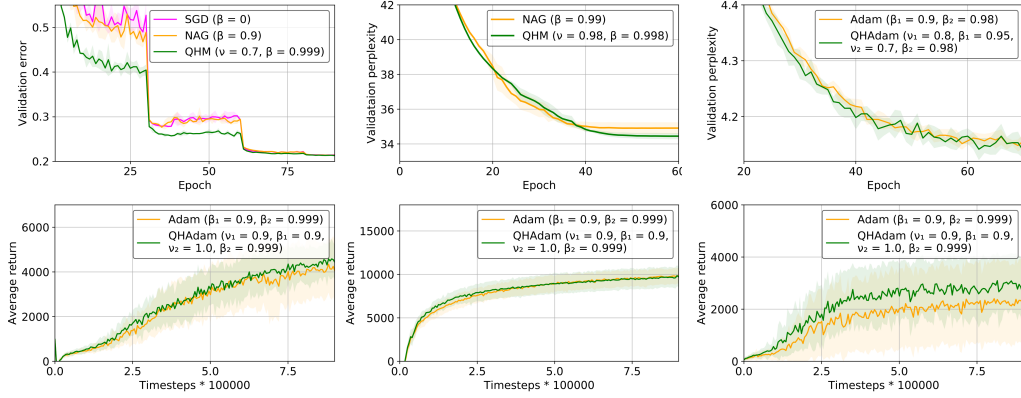 0.5
0.4
0.3
0.2
Validation error
SGD (β = 0)
NAG (β = 0.9)
QHM (ν = 0.7, β = 0.999)
25
50
75
Epoch
42
40
38
36
34
Validataion perplexity
NAG (β = 0.99)
QHM (ν = 0.98, β = 0.998)
0
20
40
60
Epoch
4.4
4.3
4.2
Validation perplexity
Adam (β₁ = 0.9, β₂ = 0.98)
QHAdam (ν₁ = 0.8, β₁ = 0.95,
ν₂ = 0.7, β₂ = 0.98)
20
40
60
Epoch
6000
4000
2000
0
Average return
Adam (β₁ = 0.9, β₂ = 0.999)
QHAdam (ν₁ = 0.9, β₁ = 0.9,
ν₂ = 1.0, β₂ = 0.999)
0.0
2.5
5.0
7.5
Timesteps * 100000
15000
10000
5000
0
Average return
Adam (β₁ = 0.9, β₂ = 0.999)
QHAdam (ν₁ = 0.9, β₁ = 0.9,
ν₂ = 1.0, β₂ = 0.999)
0.0
2.5
5.0
7.5
Timesteps * 100000
6000
4000
2000
0
Average return
Adam (β₁ = 0.9, β₂ = 0.999)
QHAdam (ν₁ = 0.9, β₁ = 0.9,
ν₂ = 1.0, β₂ = 0.999)
0.0
2.5
5.0
7.5
Timesteps * 100000